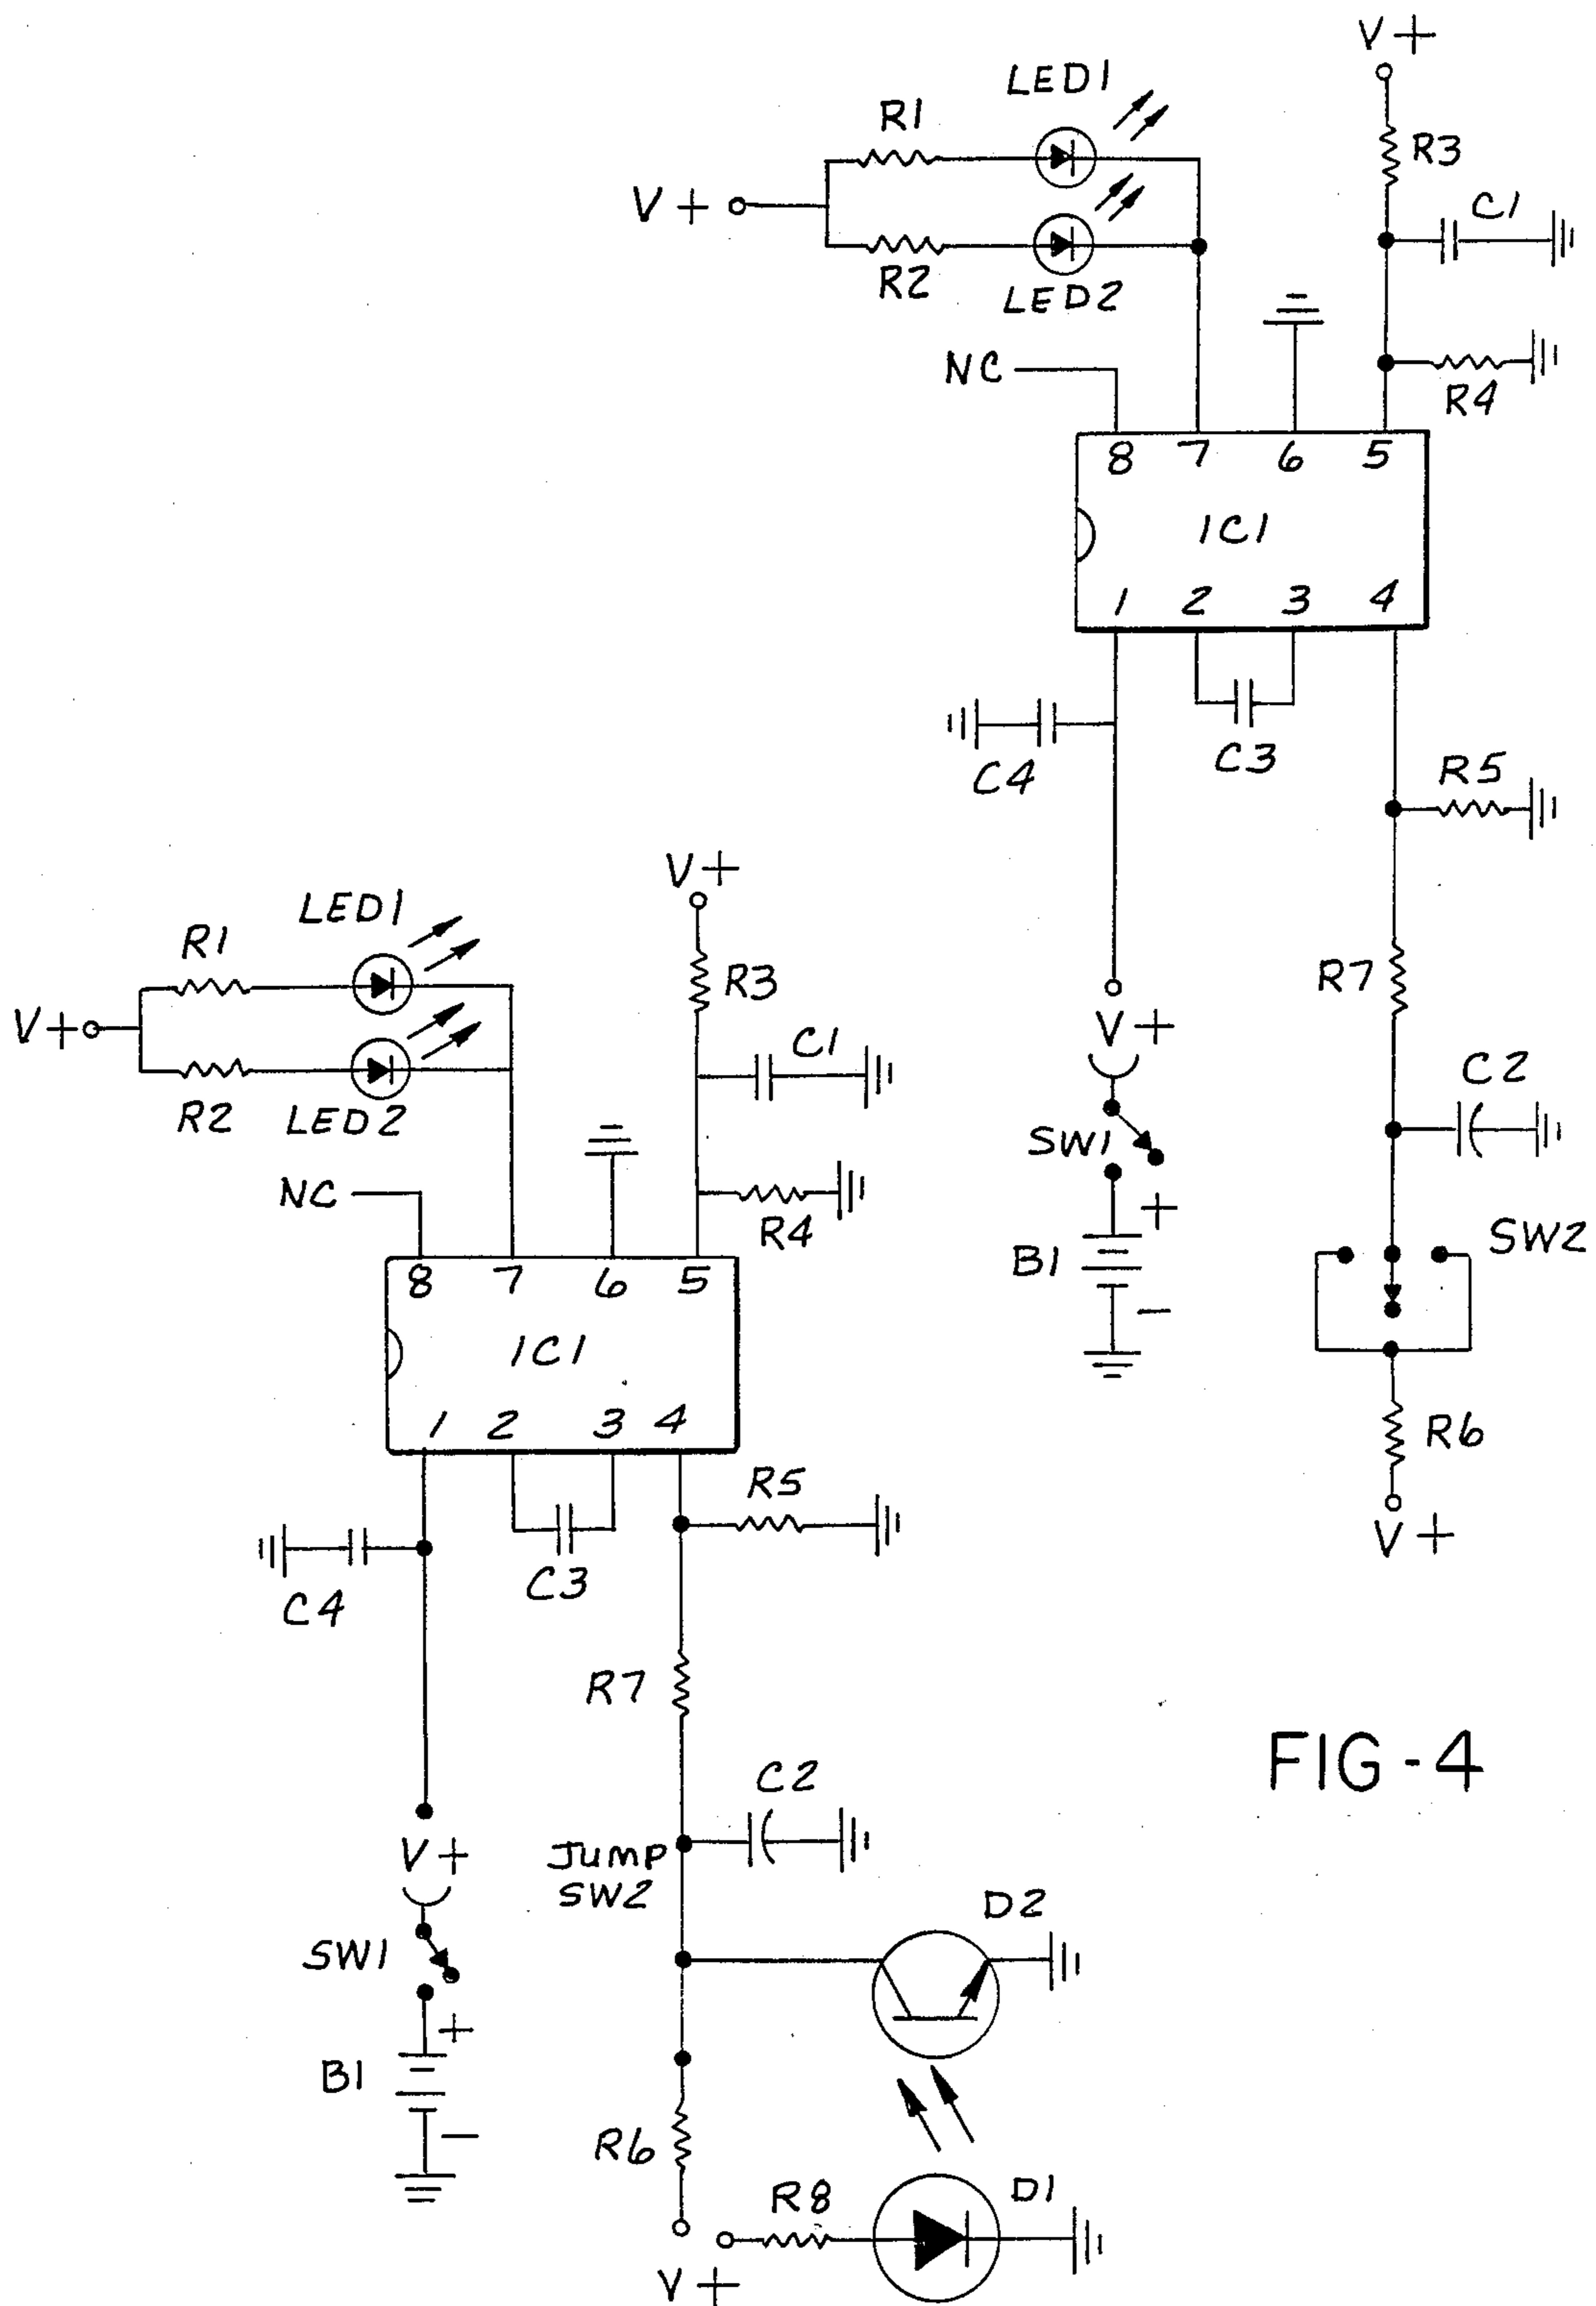 V+
LED1
R1
R3
V+
C1
R2
LED2
NC
R4
8 7 6 5
IC1
1 2 3 4
C4
C3
R5
R7
V+
C2
SW1
+
B1
SW2
−
R6
V+
V+
LED1
R1
R3
V+
C1
R2
LED2
NC
R4
8 7 6 5
IC1
1 2 3 4
R5
C4
C3
R7
FIG-4
C2
V+
Jump
SW2
D2
SW1
+
B1
−
R6
R8
D1
V+